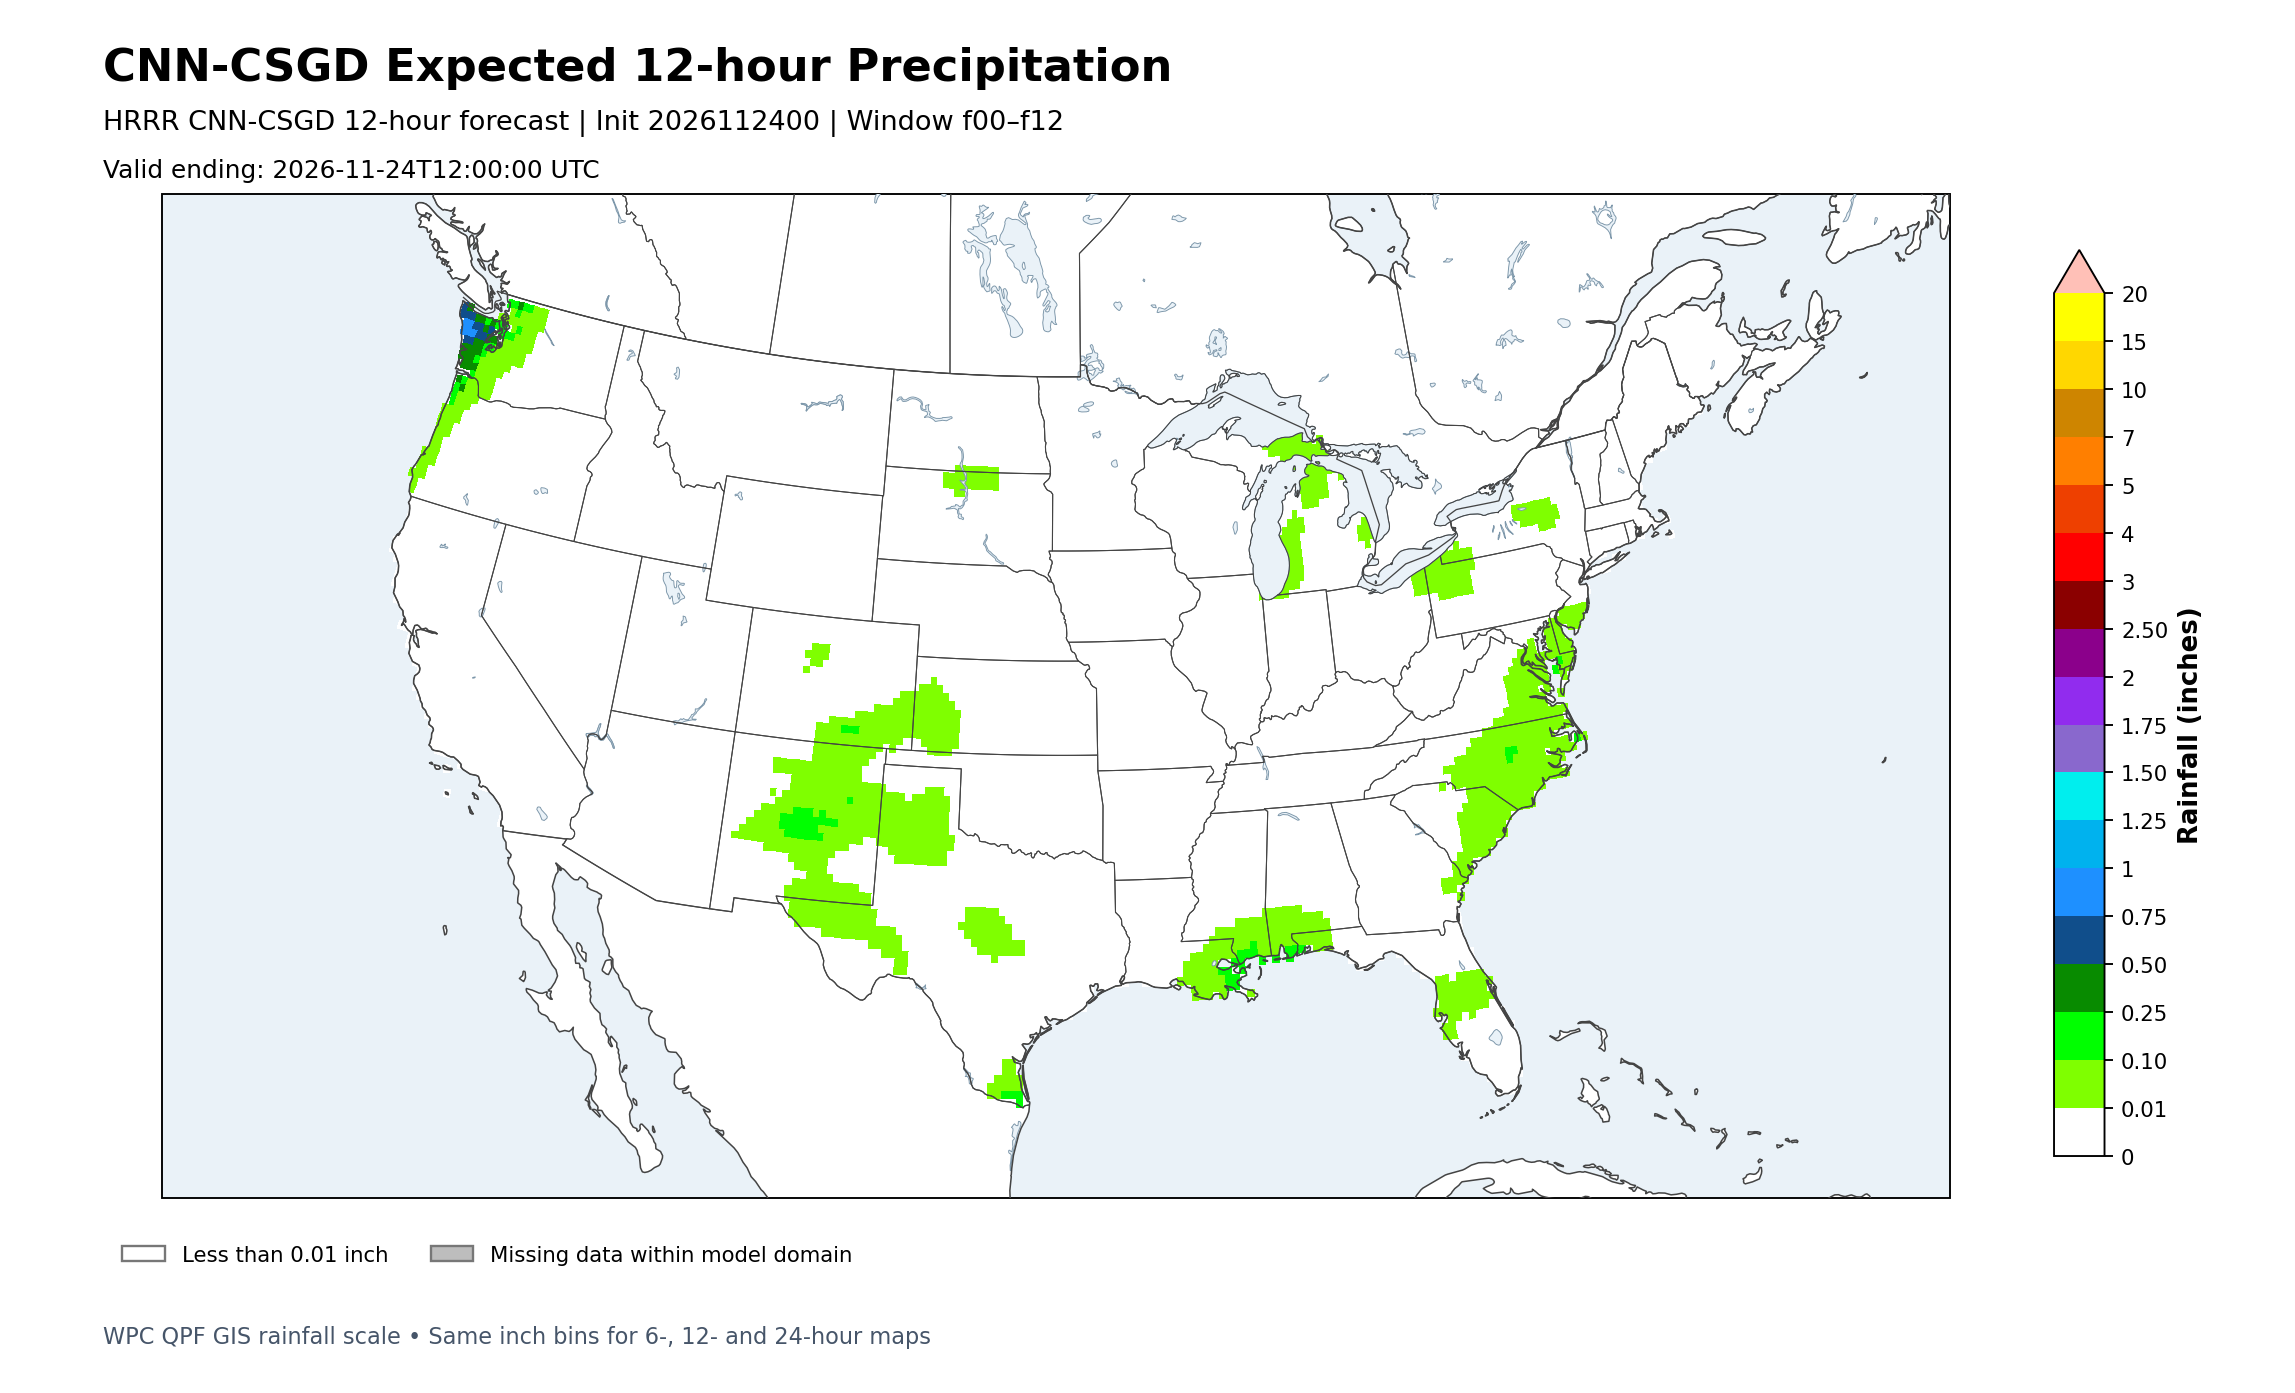 CNN-CSGD Expected 12-hour Precipitation
HRRR CNN-CSGD 12-hour forecast | Init 2026112400 | Window f00–f12
Valid ending: 2026-11-24T12:00:00 UTC
20
15
10
7
5
4
3
2.50
2
1.75
1.50
1.25
1
0.75
0.50
0.25
0.10
0.01
0
Rainfall (inches)
Less than 0.01 inch
Missing data within model domain
WPC QPF GIS rainfall scale • Same inch bins for 6-, 12- and 24-hour maps